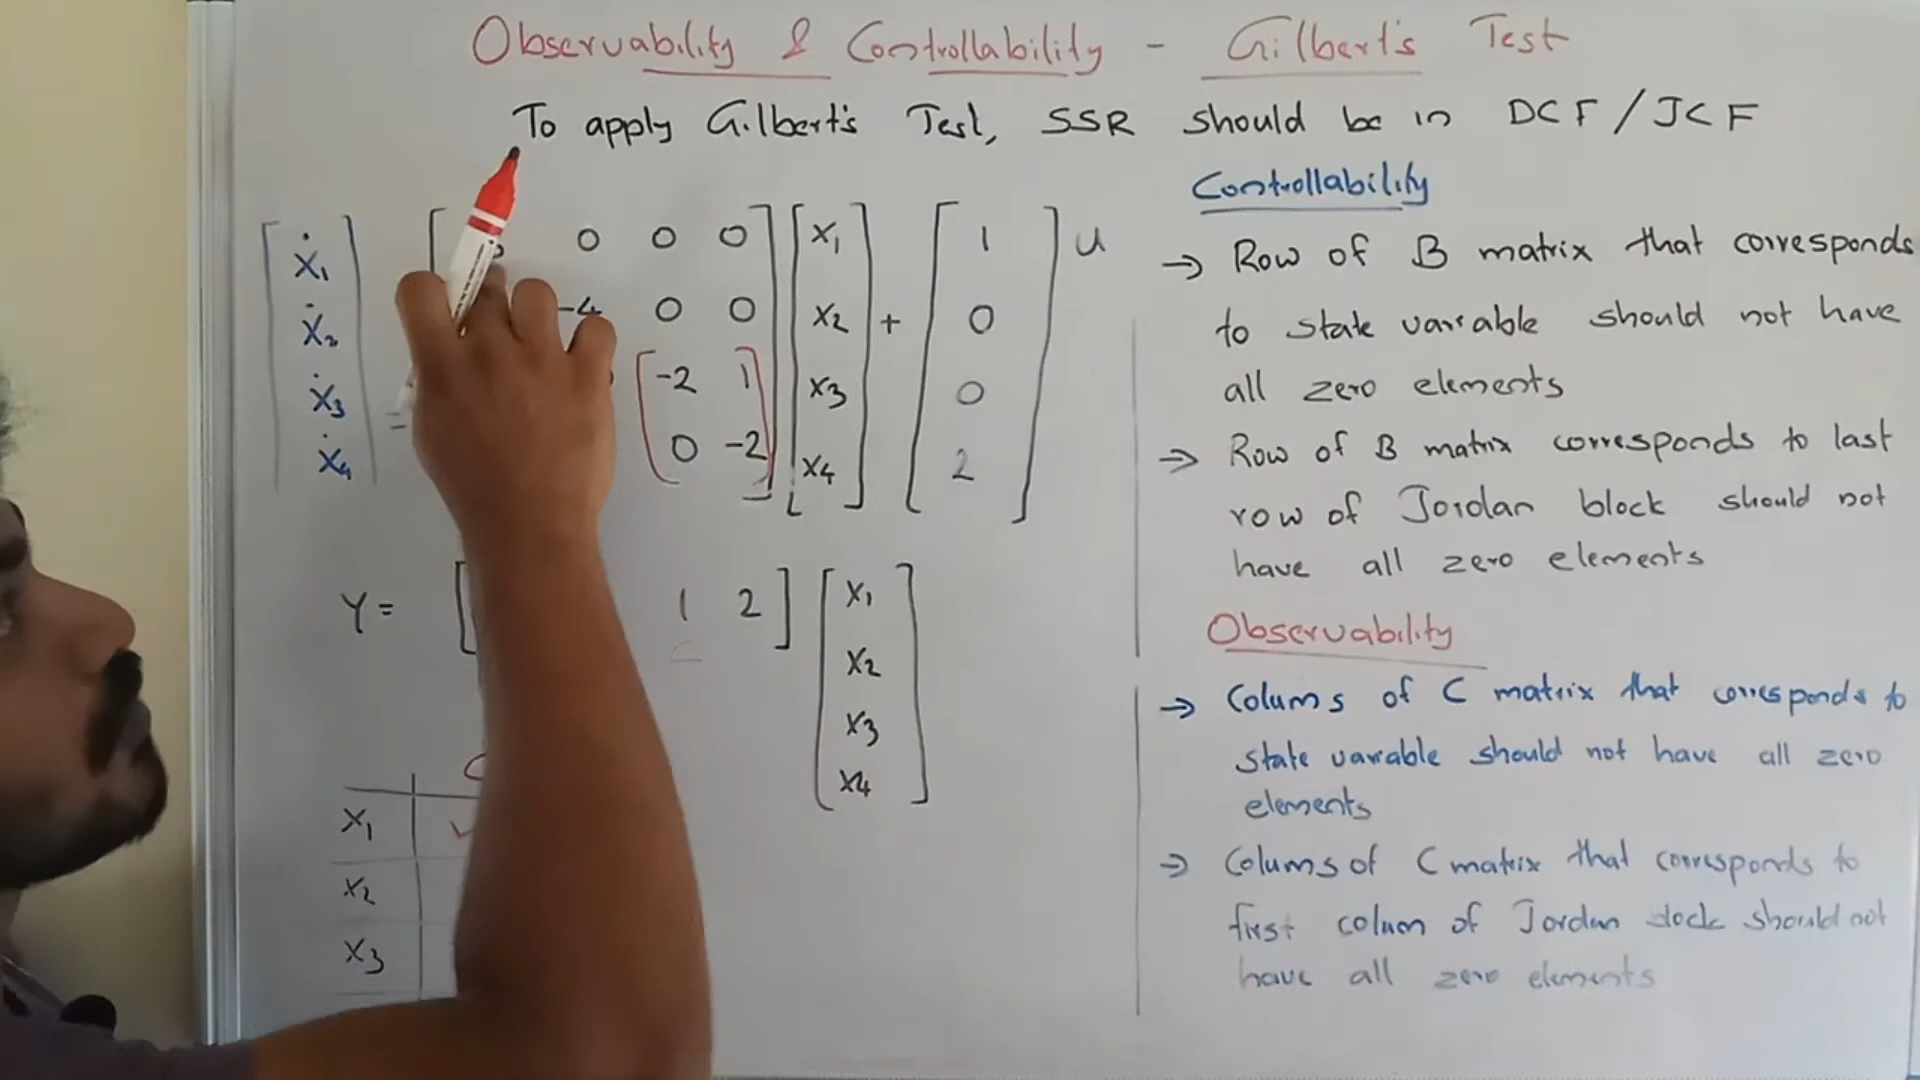 Observability & Controllability - Gilbert's Test
To apply Gilbert's Test, SSR should be in DCF / JCF
ẋ₁ 0 0 0 x₁ 1 u
ẋ₂ -4 0 0 x₂ + 0
ẋ₃ = -2 1 x₃ 0
ẋ₄ 0 -2 x₄ 2
Y = [ 1 2 ] x₁
x₂
x₃
x₄
x₁ ✓
x₂
x₃
Controllability
→ Row of B matrix that corresponds
to state variable should not have
all zero elements
→ Row of B matrix corresponds to last
row of Jordan block should not
have all zero elements
Observability
→ Colums of C matrix that corresponds to
state variable should not have all zero
elements
→ Colums of C matrix that corresponds to
first colum of Jordan block should not
have all zero elements